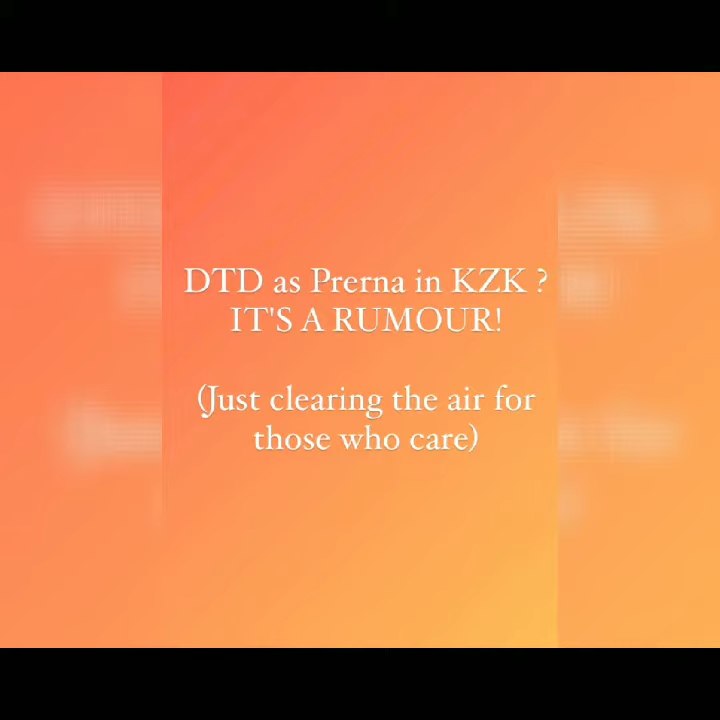 DTD as Prerna in KZK ?
IT'S A RUMOUR!
(Just clearing the air for
those who care)